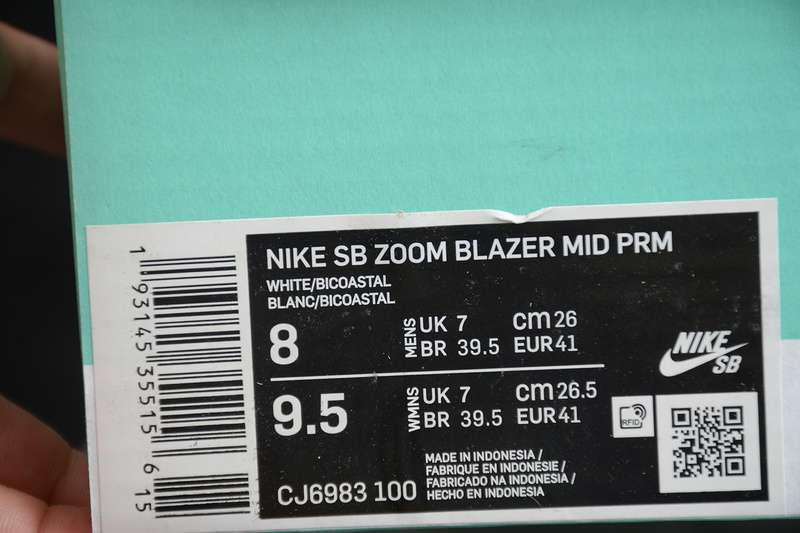 NIKE SB ZOOM BLAZER MID PRM
WHITE/BICOASTAL
BLANC/BICOASTAL
8
MENS
UK 7 cm 26
BR 39.5 EUR 41
9.5
WMNS
UK 7 cm 26.5
BR 39.5 EUR 41
CJ6983 100
MADE IN INDONESIA /
FABRIQUE EN INDONESIE /
FABRICADO NA INDONESIA /
HECHO EN INDONESIA
NIKE
SB
RFID
1 93145 35515 6 15